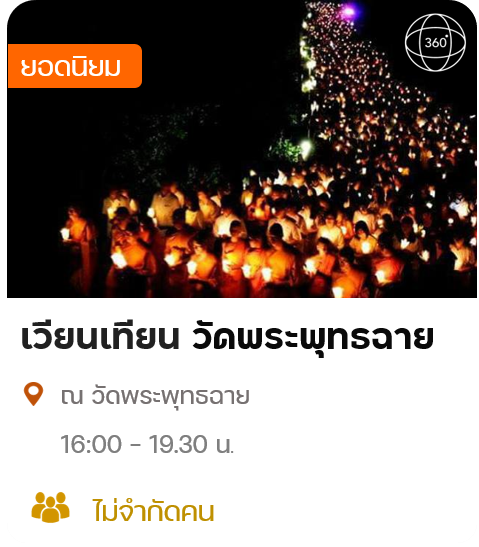 360°
ยอดนิยม
เวียนเทียน วัดพระพุทธฉาย
ณ วัดพระพุทธฉาย
16:00 - 19.30 น.
ไม่จำกัดคน